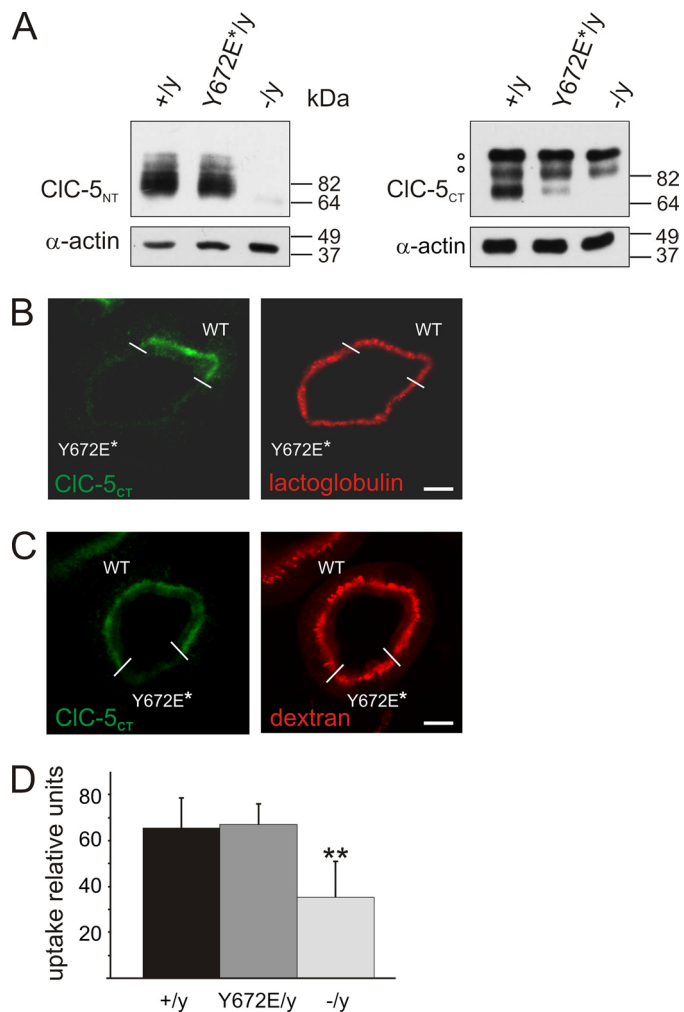 A
+/y Y672E*/y -/y kDa
ClC-5NT
82
64
α-actin
49
37
+/y Y672E*/y -/y
ClC-5CT
82
64
α-actin
49
37
B
WT
Y672E*
ClC-5CT
WT
Y672E*
lactoglobulin
C
WT
Y672E*
ClC-5CT
WT
Y672E*
dextran
D
uptake relative units
80
60
40
20
**
+/y Y672E/y -/y